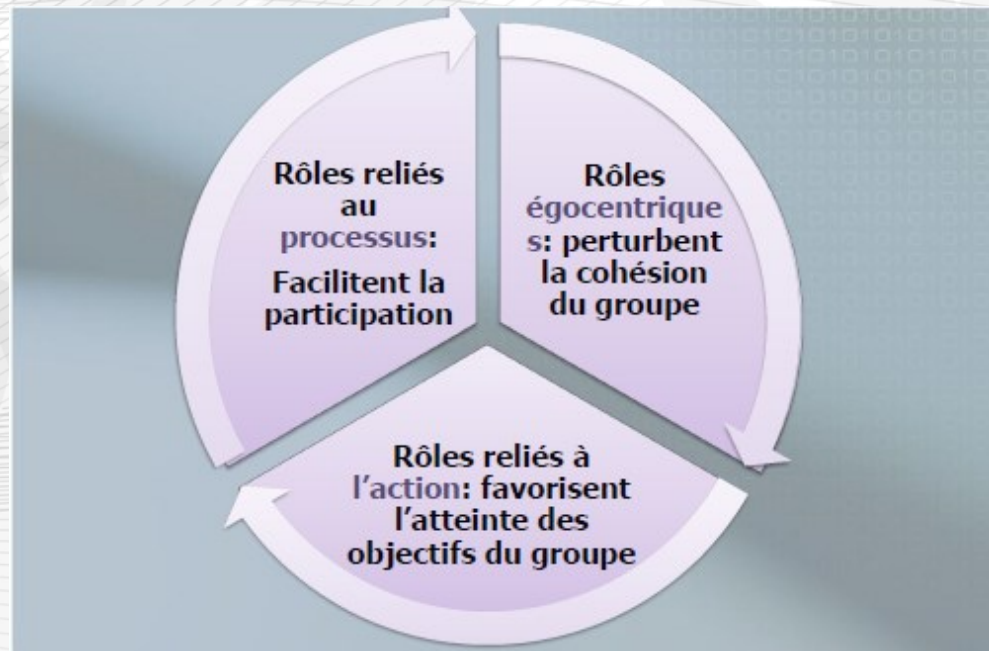 Rôles reliés
au
processus:
Facilitent la
participation
Rôles
égocentrique
s: perturbent
la cohésion
du groupe
Rôles reliés à
l'action: favorisent
l'atteinte des
objectifs du groupe